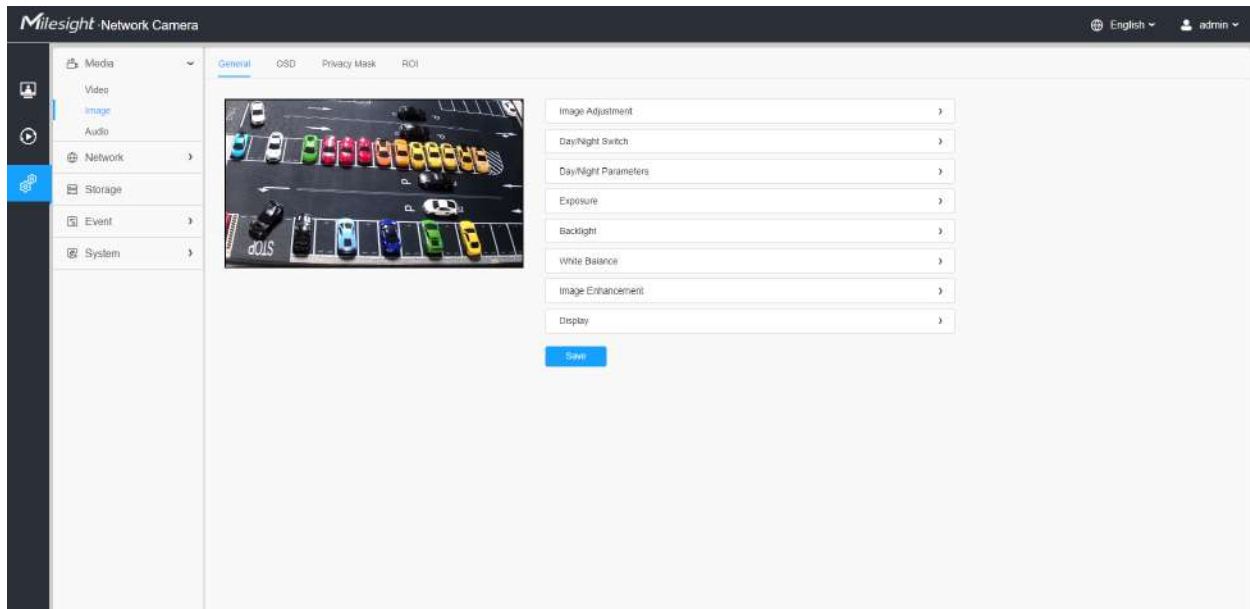 Milesight Network Camera
English
admin
Media
Video
Image
Audio
Network
Storage
Event
System
General OSD Privacy Mask ROI
P
P
STOP
Image Adjustment
Day/Night Switch
Day/Night Parameters
Exposure
Backlight
White Balance
Image Enhancement
Display
Save